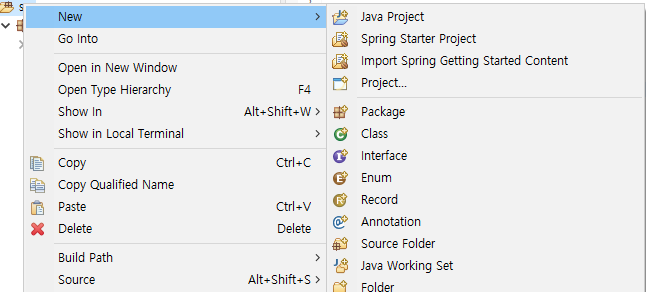 New
Go Into
Open in New Window
Open Type Hierarchy F4
Show In Alt+Shift+W
Show in Local Terminal
Copy Ctrl+C
Copy Qualified Name
Paste Ctrl+V
Delete Delete
Build Path
Source Alt+Shift+S
Java Project
Spring Starter Project
Import Spring Getting Started Content
Project...
Package
Class
Interface
Enum
Record
Annotation
Source Folder
Java Working Set
Folder